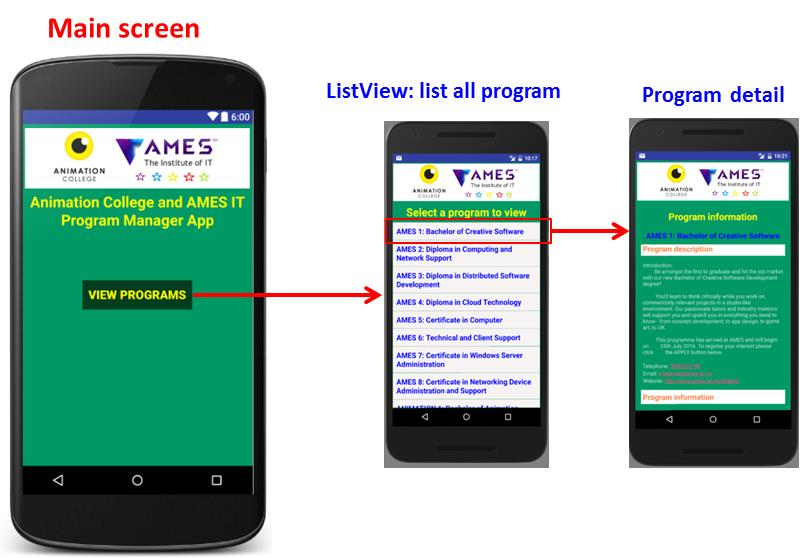 Main screen
6:00
ANIMATION
COLLEGE
AMES™
The Institute of IT
Animation College and AMES IT
Program Manager App
VIEW PROGRAMS
ListView: list all program
10:17
ANIMATION
COLLEGE
AMES
The Institute of IT
Select a program to view
AMES 1: Bachelor of Creative Software
AMES 2: Diploma in Computing and
Network Support
AMES 3: Diploma in Distributed Software
Development
AMES 4: Diploma in Cloud Technology
AMES 5: Certificate in Computer
AMES 6: Technical and Client Support
AMES 7: Certificate in Windows Server
Administration
AMES 8: Certificate in Networking Device
Administration and Support
Program detail
10:21
ANIMATION
COLLEGE
AMES
The Institute of IT
Program information
AMES 1: Bachelor of Creative Software
Program description
Introduction:
Be amongst the first to graduate and hit the job market
with our new Bachelor of Creative Software Development
degree*.
You'll learn to think critically while you work on
commercially relevant projects in a studio-like
environment. Our passionate tutors and industry mentors
will support you and upskill you in everything you need to
know - from concept development, to app design, to game
art, to UX.
This programme has arrived at AMES and will begin
on 25th July 2016. To register your interest please
click the APPLY button below.
Telephone:
Email:
Website:
Program information